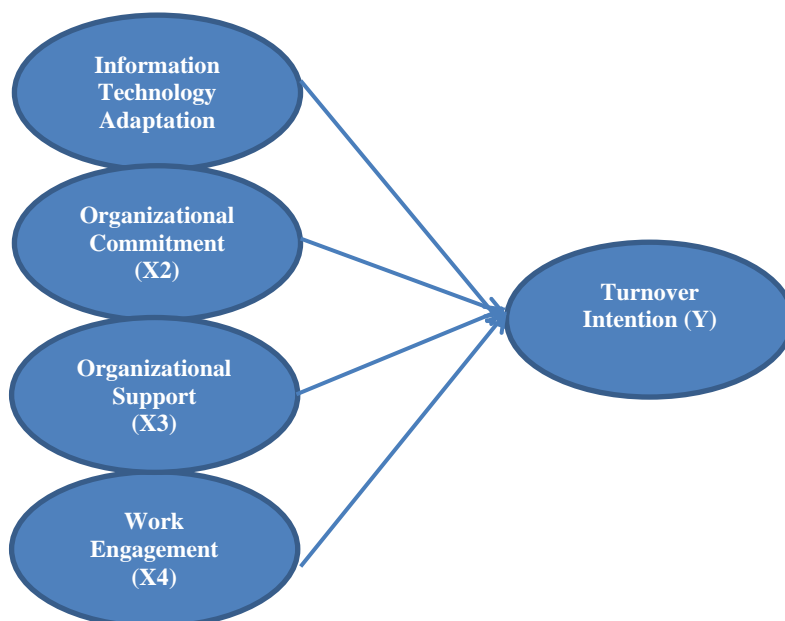 Information
Technology
Adaptation
Organizational
Commitment
(X2)
Organizational
Support
(X3)
Work
Engagement
(X4)
Turnover
Intention (Y)